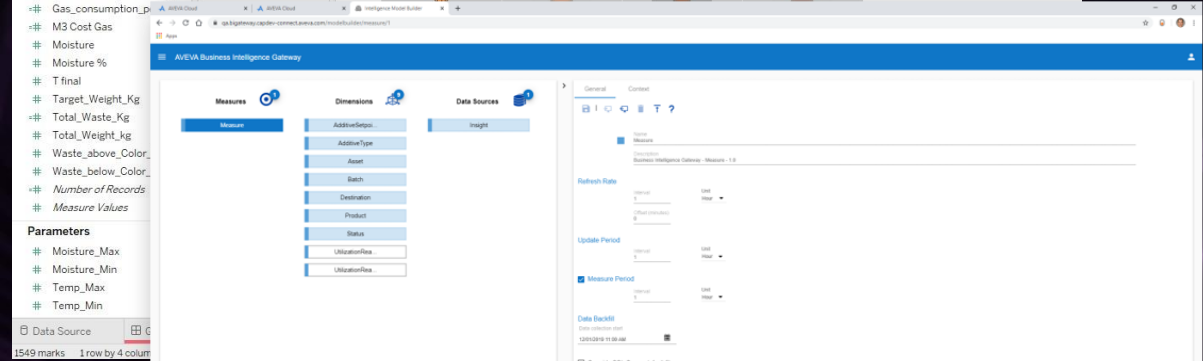 Gas_consumption_p
M3 Cost Gas
Moisture
Moisture %
T final
Target_Weight_Kg
Total_Waste_Kg
Total_Weight_kg
Waste_above_Color_
Waste_below_Color_
Number of Records
Measure Values
Parameters
Moisture_Max
Moisture_Min
Temp_Max
Temp_Min
Data Source
1549 marks 1 row by 4 colum
AVEVA Cloud
AVEVA Cloud
Intelligence Model Builder
qa.bigateway.capdev-connect.aveva.com/modelbuilder/measure/1
Apps
AVEVA Business Intelligence Gateway
Measures 1
Measure
Dimensions 9
AdditiveSetpoi...
AdditiveType
Asset
Batch
Destination
Product
Status
UtilizationRea...
UtilizationRea...
Data Sources 1
Insight
General Context
Name
Measure
Description
Business Intelligence Gateway - Measure - 1.0
Refresh Rate
Interval Unit
1 Hour
Offset (minutes)
0
Update Period
Interval Unit
1 Hour
Measure Period
Interval Unit
1 Hour
Data Backfill
Date collection start
12/01/2018 11:00 AM